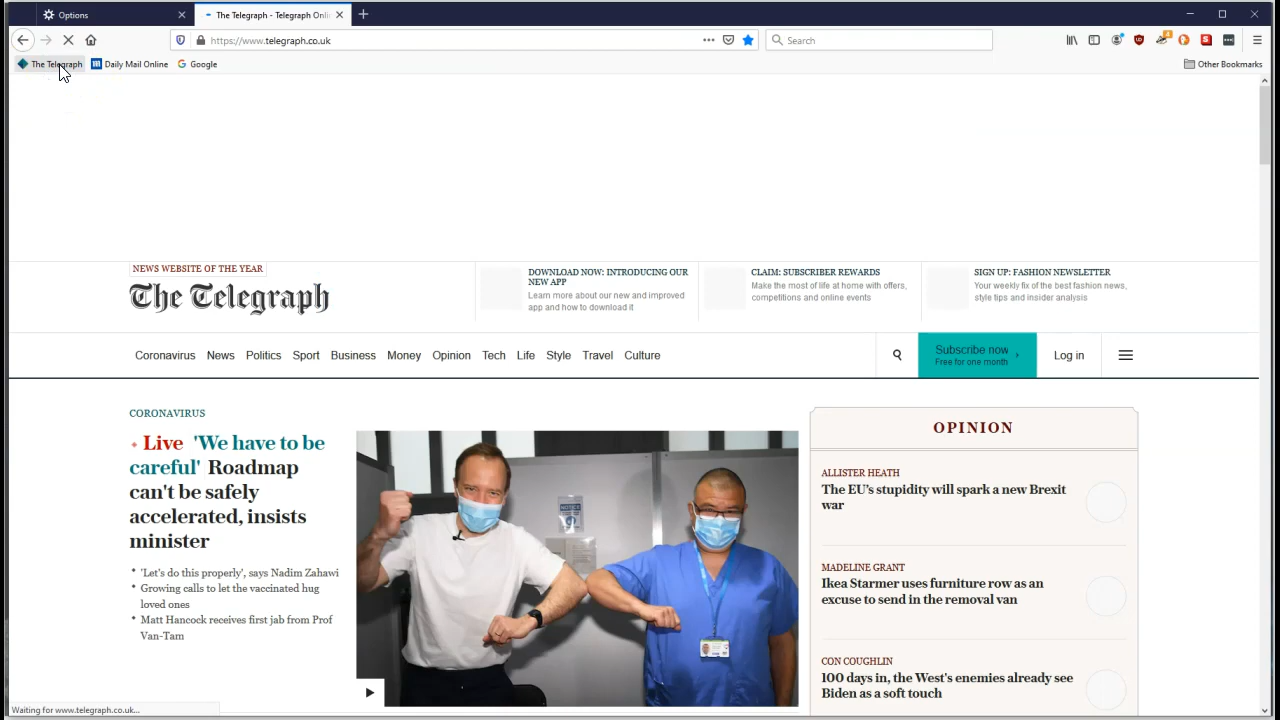 Options
The Telegraph - Telegraph Onli
https://www.telegraph.co.uk
Search
The Telegraph
Daily Mail Online
Google
Other Bookmarks
NEWS WEBSITE OF THE YEAR
The Telegraph
DOWNLOAD NOW: INTRODUCING OUR
NEW APP
Learn more about our new and improved
app and how to download it
CLAIM: SUBSCRIBER REWARDS
Make the most of life at home with offers,
competitions and online events
SIGN UP: FASHION NEWSLETTER
Your weekly fix of the best fashion news,
style tips and insider analysis
Coronavirus News Politics Sport Business Money Opinion Tech Life Style Travel Culture
Subscribe now
Free for one month
Log in
CORONAVIRUS
Live 'We have to be
careful' Roadmap
can't be safely
accelerated, insists
minister
'Let's do this properly', says Nadim Zahawi
Growing calls to let the vaccinated hug
loved ones
Matt Hancock receives first jab from Prof
Van-Tam
NOTICE
OPINION
ALLISTER HEATH
The EU's stupidity will spark a new Brexit
war
MADELINE GRANT
Ikea Starmer uses furniture row as an
excuse to send in the removal van
CON COUGHLIN
100 days in, the West's enemies already see
Biden as a soft touch
Waiting for www.telegraph.co.uk...